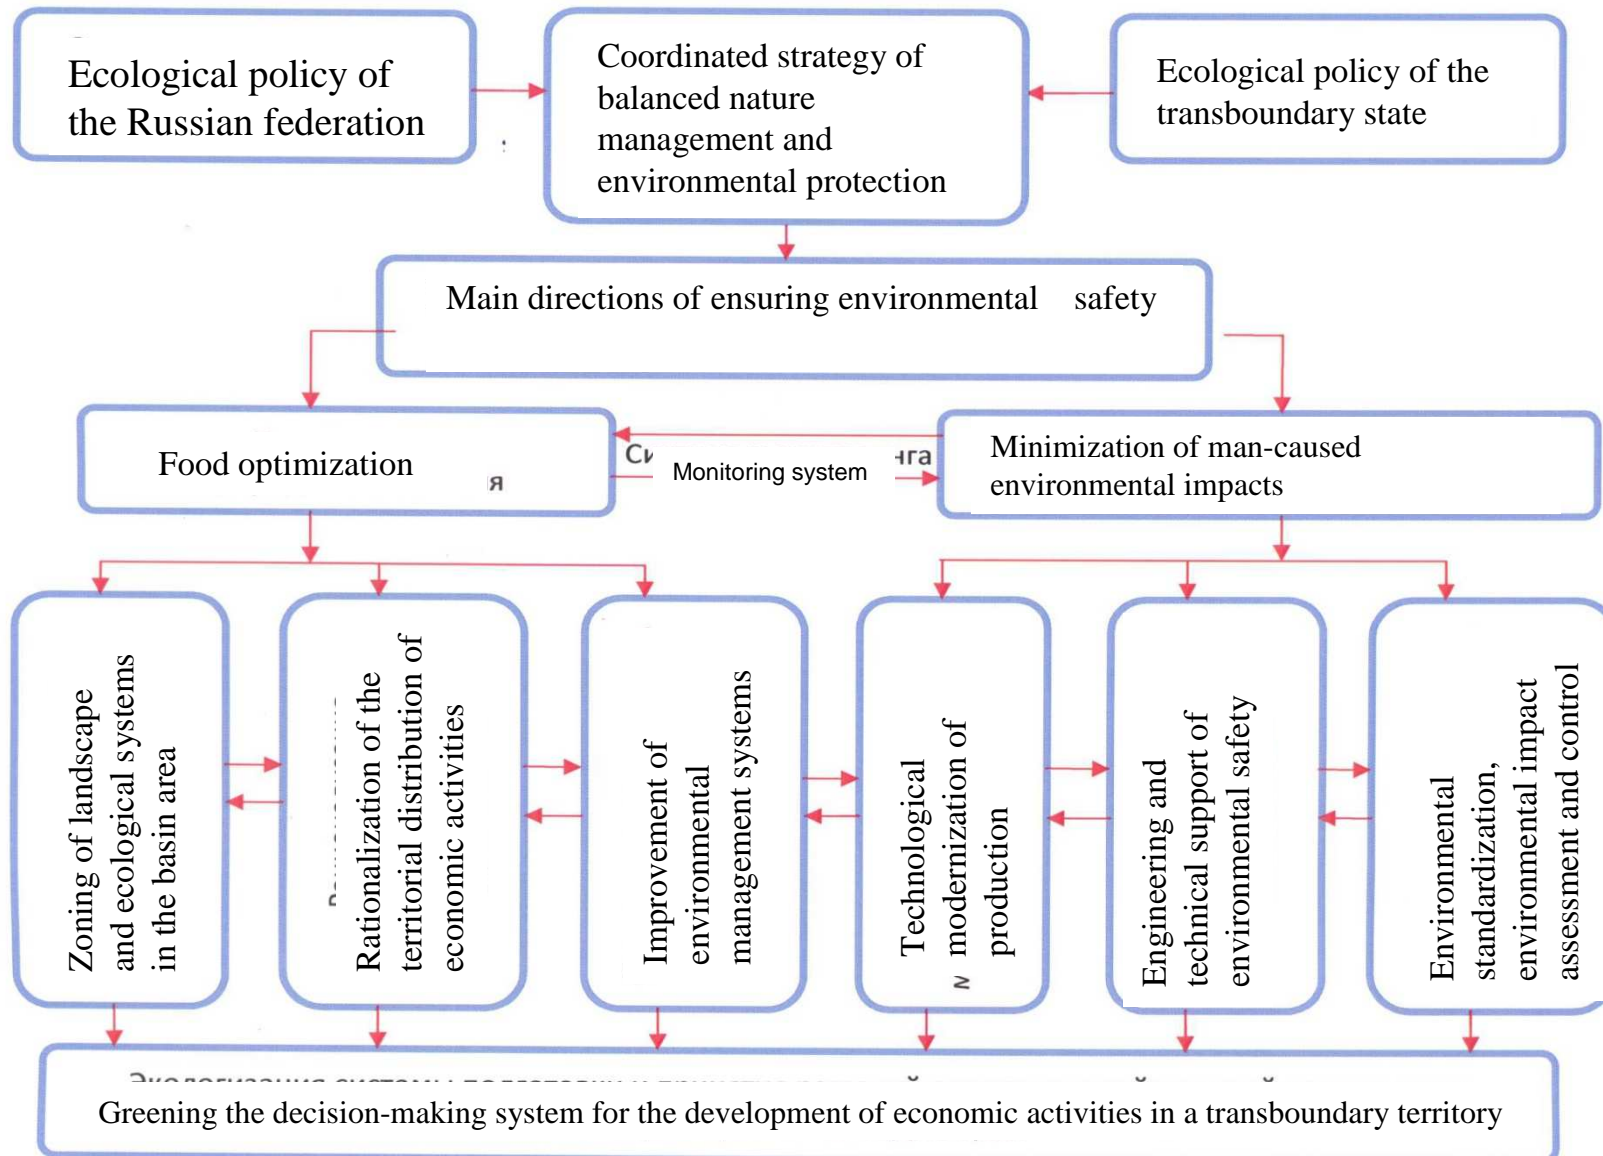 Ecological policy of
the Russian federation
Coordinated strategy of
balanced nature
management and
environmental protection
Ecological policy of the
transboundary state
Main directions of ensuring environmental safety
Food optimization
я
Monitoring system
нга
Minimization of man-caused
environmental impacts
Zoning of landscape
and ecological systems
in the basin area
Rationalization of the
territorial distribution of
economic activities
Improvement of
environmental
management systems
Technological
modernization of
production
Engineering and
technical support of
environmental safety
Environmental
standardization,
environmental impact
assessment and control
Greening the decision-making system for the development of economic activities in a transboundary territory